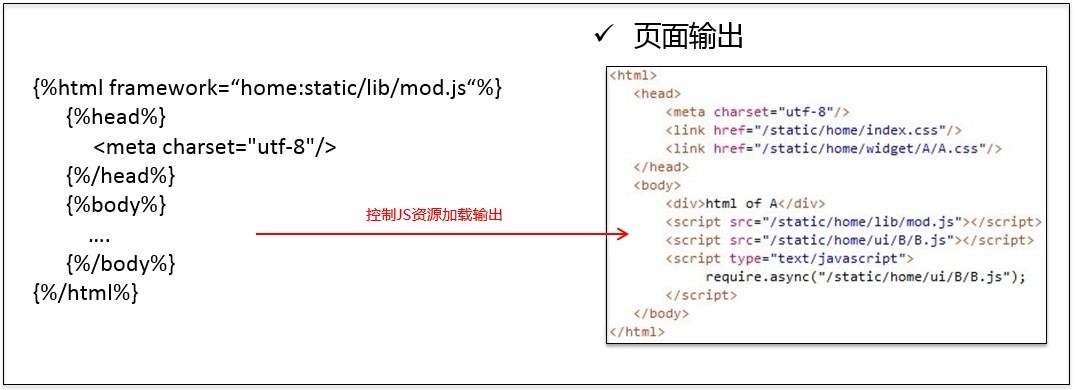 {%html framework=“home:static/lib/mod.js“%}
{%head%}
<meta charset="utf-8"/>
{%/head%}
{%body%}
....
{%/body%}
{%/html%}
控制JS资源加载输出
✓ 页面输出
<html>
<head>
<meta charset="utf-8"/>
<link href="/static/home/index.css"/>
<link href="/static/home/widget/A/A.css"/>
</head>
<body>
<div>html of A</div>
<script src="/static/home/lib/mod.js"></script>
<script src="/static/home/ui/B/B.js"></script>
<script type="text/javascript">
require.async("/static/home/ui/B/B.js");
</script>
</body>
</html>